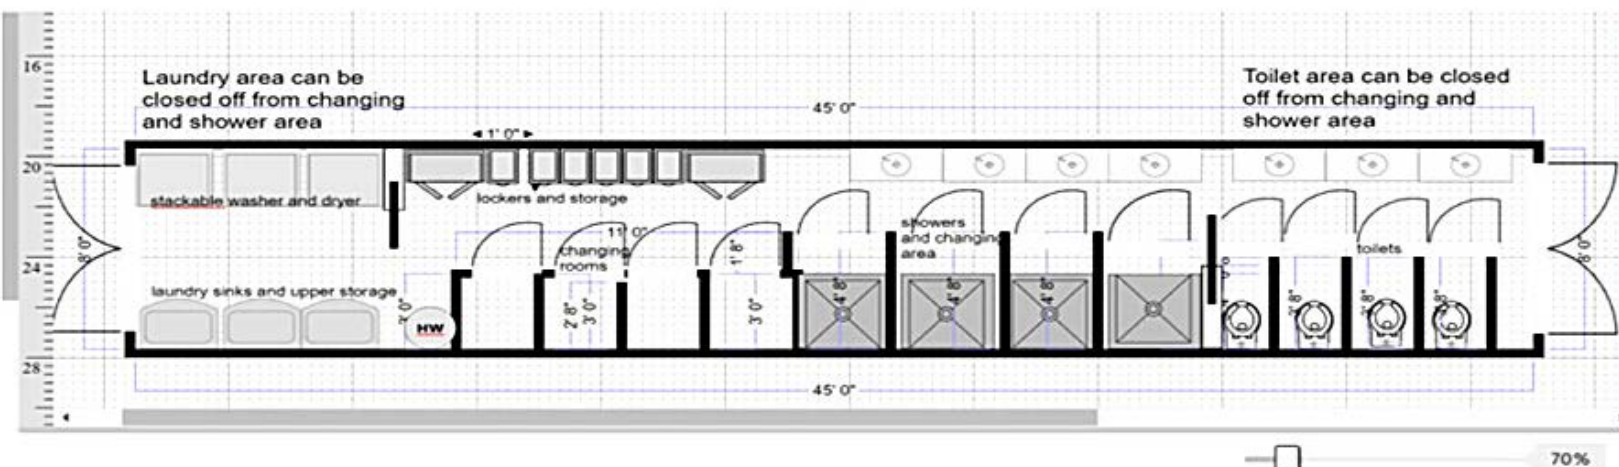 Laundry area can be
closed off from changing
and shower area
Toilet area can be closed
off from changing and
shower area
45' 0"
1' 0"
16
20
24
28
8' 0"
stackable washer and dryer
lockers and storage
11' 0"
changing
rooms
1' 8"
showers
and changing
area
toilets
8' 0"
laundry sinks and upper storage
HW
2' 8"
3' 0"
3' 0"
45' 0"
70%